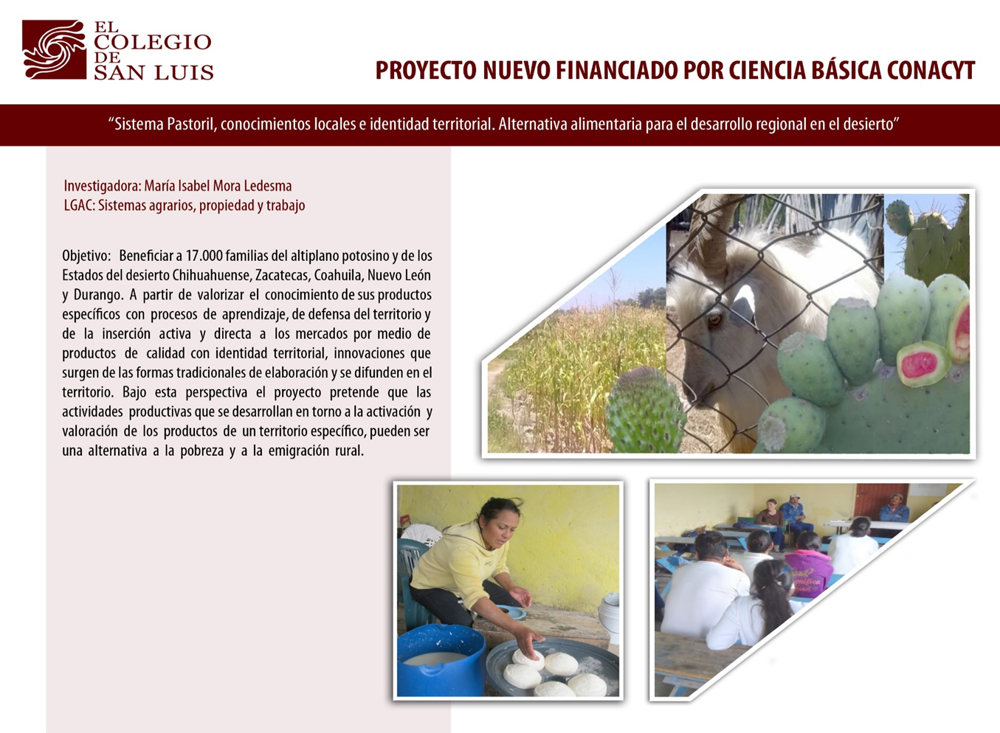 EL
COLEGIO
DE
SAN LUIS
PROYECTO NUEVO FINANCIADO POR CIENCIA BÁSICA CONACYT
“Sistema Pastoril, conocimientos locales e identidad territorial. Alternativa alimentaria para el desarrollo regional en el desierto”
Investigadora: María Isabel Mora Ledesma
LGAC: Sistemas agrarios, propiedad y trabajo
Objetivo: Beneficiar a 17.000 familias del altiplano potosino y de los
Estados del desierto Chihuahuense, Zacatecas, Coahuila, Nuevo León
y Durango. A partir de valorizar el conocimiento de sus productos
específicos con procesos de aprendizaje, de defensa del territorio y
de la inserción activa y directa a los mercados por medio de
productos de calidad con identidad territorial, innovaciones que
surgen de las formas tradicionales de elaboración y se difunden en el
territorio. Bajo esta perspectiva el proyecto pretende que las
actividades productivas que se desarrollan en torno a la activación y
valoración de los productos de un territorio específico, pueden ser
una alternativa a la pobreza y a la emigración rural.